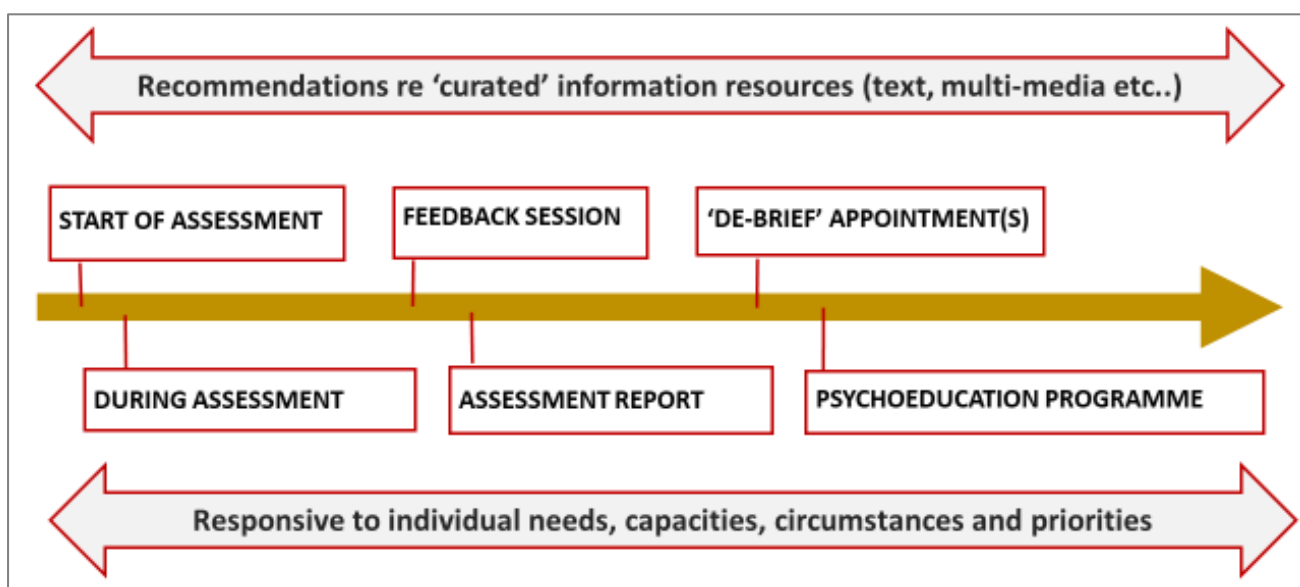 Recommendations re ‘curated’ information resources (text, multi-media etc..)
START OF ASSESSMENT
FEEDBACK SESSION
‘DE-BRIEF’ APPOINTMENT(S)
DURING ASSESSMENT
ASSESSMENT REPORT
PSYCHOEDUCATION PROGRAMME
Responsive to individual needs, capacities, circumstances and priorities